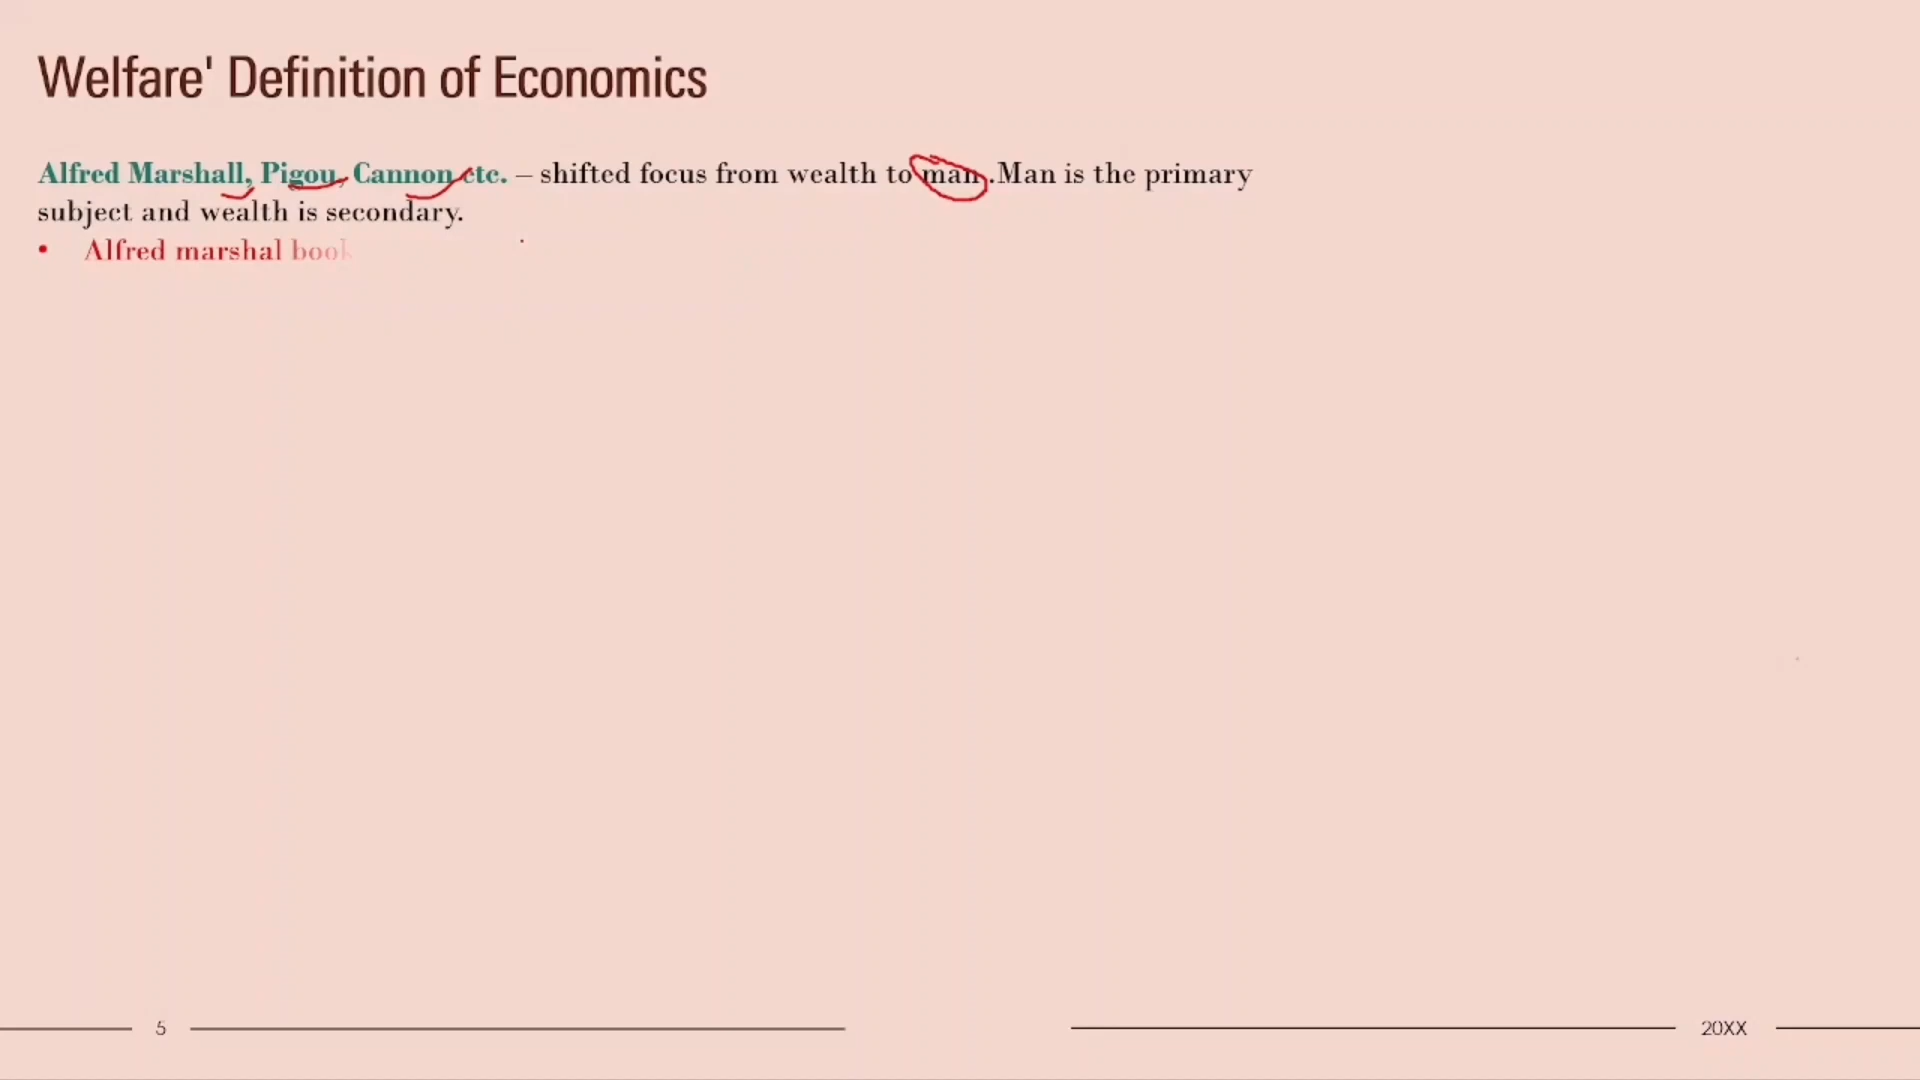 Welfare' Definition of Economics
Alfred Marshall, Pigou, Cannon etc. – shifted focus from wealth to man .Man is the primary
subject and wealth is secondary.
• Alfred marshal book
5
20XX